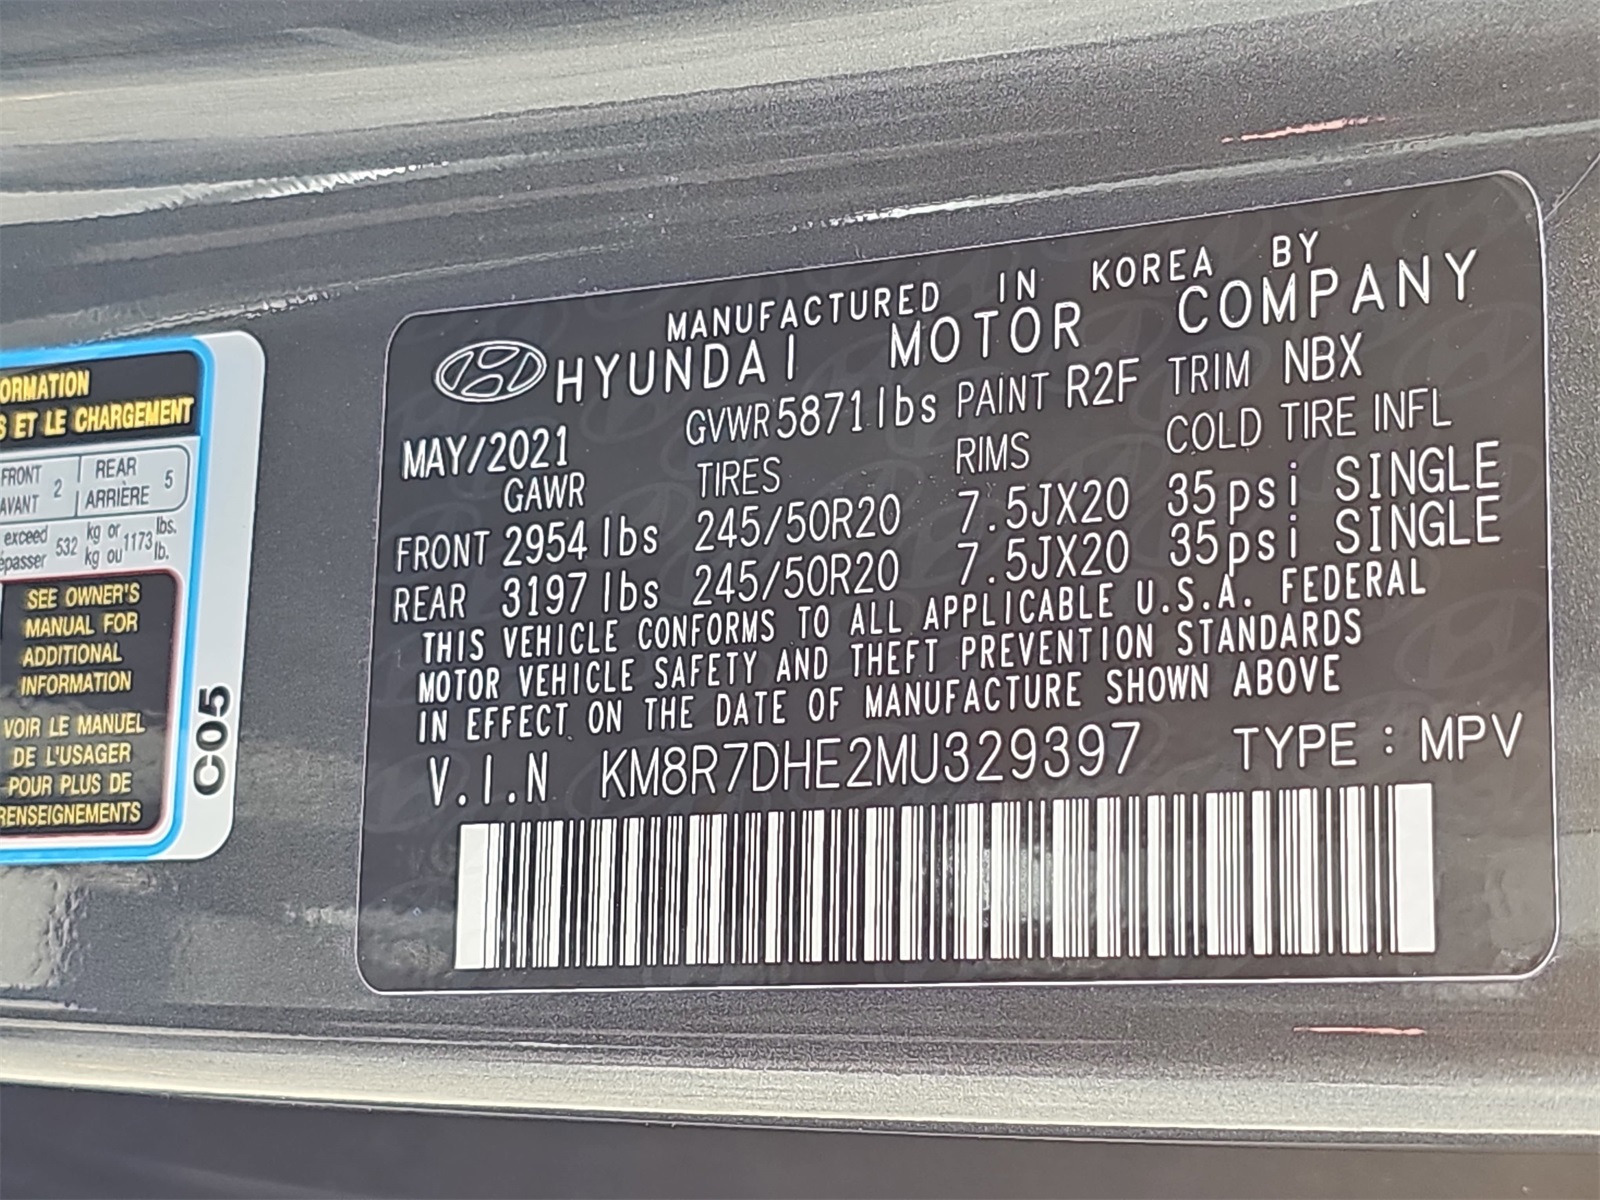 ORMATION
S ET LE CHARGEMENT
FRONT 2 REAR 5
AVANT ARRIÈRE
exceed 532 kg or 1173 lbs.
épasser kg ou lb.
SEE OWNER'S
MANUAL FOR
ADDITIONAL
INFORMATION
VOIR LE MANUEL
DE L'USAGER
POUR PLUS DE
RENSEIGNEMENTS
C05
MANUFACTURED IN KOREA BY
HYUNDAI MOTOR COMPANY
MAY/2021 GVWR 5871 lbs PAINT R2F TRIM NBX
GAWR TIRES RIMS COLD TIRE INFL
FRONT 2954 lbs 245/50R20 7.5JX20 35psi SINGLE
REAR 3197 lbs 245/50R20 7.5JX20 35psi SINGLE
THIS VEHICLE CONFORMS TO ALL APPLICABLE U.S.A. FEDERAL
MOTOR VEHICLE SAFETY AND THEFT PREVENTION STANDARDS
IN EFFECT ON THE DATE OF MANUFACTURE SHOWN ABOVE
V.I.N KM8R7DHE2MU329397 TYPE : MPV